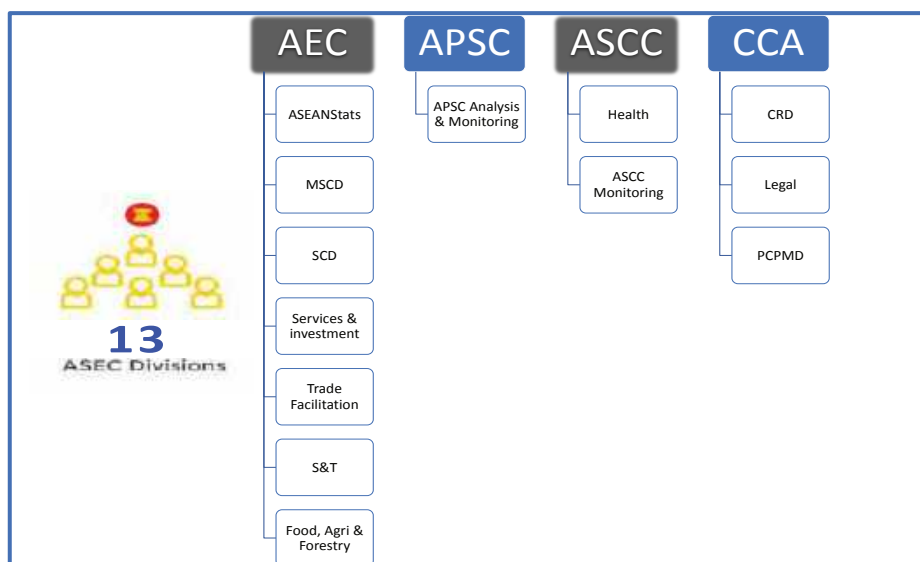 AEC
APSC
ASCC
CCA
ASEANStats
MSCD
SCD
Services &
investment
Trade
Facilitation
S&T
Food, Agri &
Forestry
APSC Analysis
& Monitoring
Health
ASCC
Monitoring
CRD
Legal
PCPMD
13
ASEC Divisions